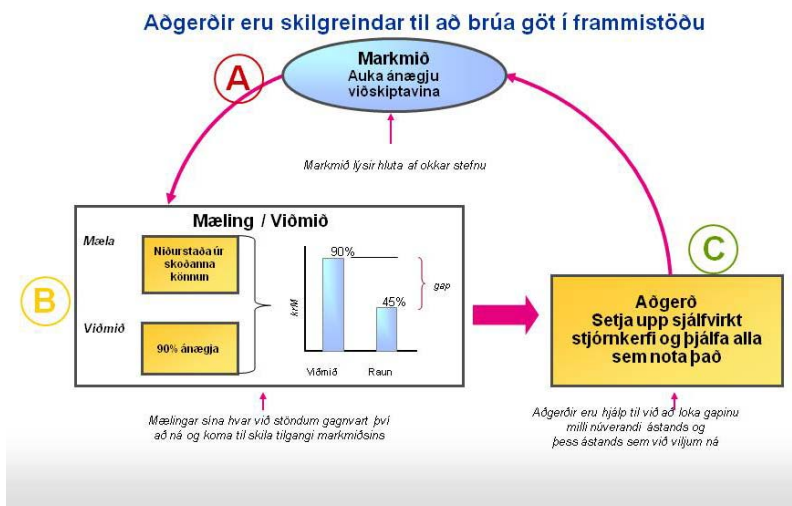 Aðgerðir eru skilgreindar til að brúa göt í frammistöðu
A
Markmið
Auka ánægju
viðskiptavina
Markmið lýsir hluta af okkar stefnu
B
Mæling / Viðmið
Mæla
Niðurstaða úr
skoðanna
könnun
Viðmið
90% ánægja
kr/M
90%
45%
gap
Viðmið
Raun
Mælingar sína hvar við stöndum gagnvart því
að ná og koma til skila tilgangi markmiðsins
C
Aðgerð
Setja upp sjálfvirkt
stjórnkerfi og þjálfa alla
sem nota það
Aðgerðir eru hjálp til við að loka gapinu
milli núverandi ástands og
þess ástands sem við viljum ná